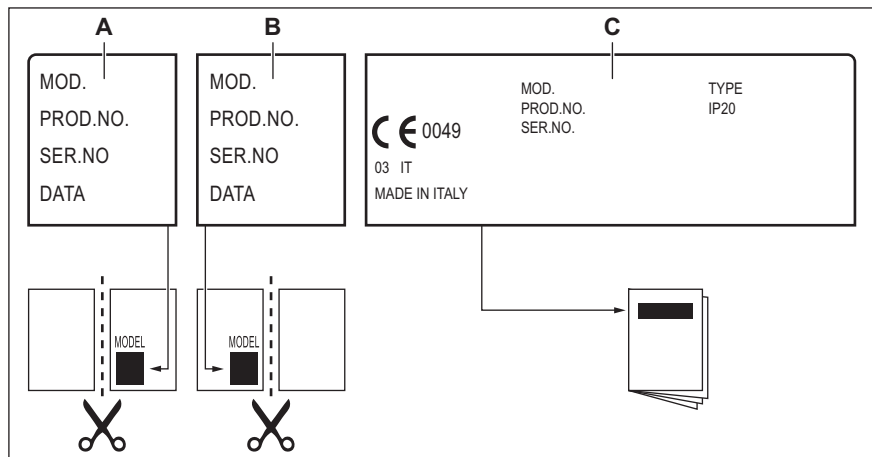 A
B
C
MOD.
PROD.NO.
SER.NO
DATA
MOD.
PROD.NO.
SER.NO
DATA
MOD.
PROD.NO.
SER.NO.
TYPE
IP20
CE 0049
03 IT
MADE IN ITALY
MODEL
MODEL